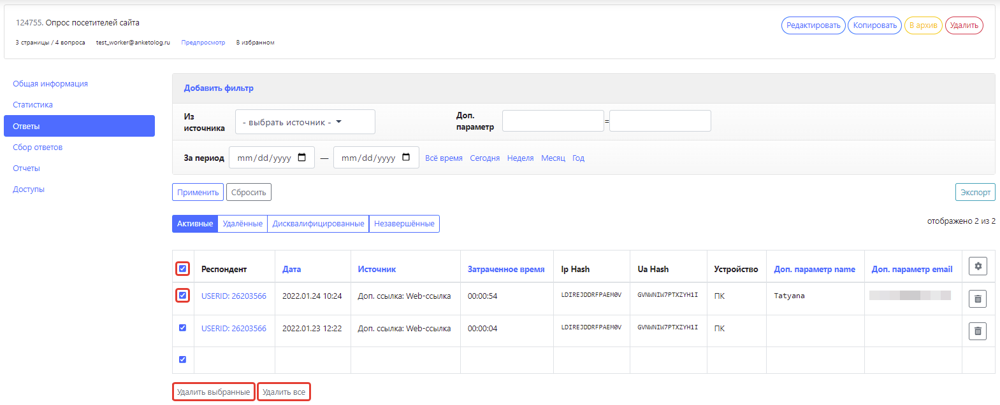 124755. Опрос посетителей сайта
Редактировать Копировать В архив Удалить
3 страницы / 4 вопроса test_worker@anketolog.ru Предпросмотр В избранном
Общая информация
Статистика
Ответы
Сбор ответов
Отчеты
Доступы
Добавить фильтр
Из источника - выбрать источник - Доп. параметр =
За период mm/dd/yyyy — mm/dd/yyyy Всё время Сегодня Неделя Месяц Год
Применить Сбросить Экспорт
Активные Удалённые Дисквалифицированные Незавершённые отображено 2 из 2
Респондент Дата Источник Затраченное время Ip Hash Ua Hash Устройство Доп. параметр name Доп. параметр email
USERID: 26203566 2022.01.24 10:24 Доп. ссылка: Web-ссылка 00:00:54 LDIREJDDRFPAEM0V GVNWNIW7PTXZYH1I ПК Tatyana
USERID: 26203566 2022.01.23 12:22 Доп. ссылка: Web-ссылка 00:00:04 LDIREJDDRFPAEM0V GVNWNIW7PTXZYH1I ПК
Удалить выбранные Удалить все